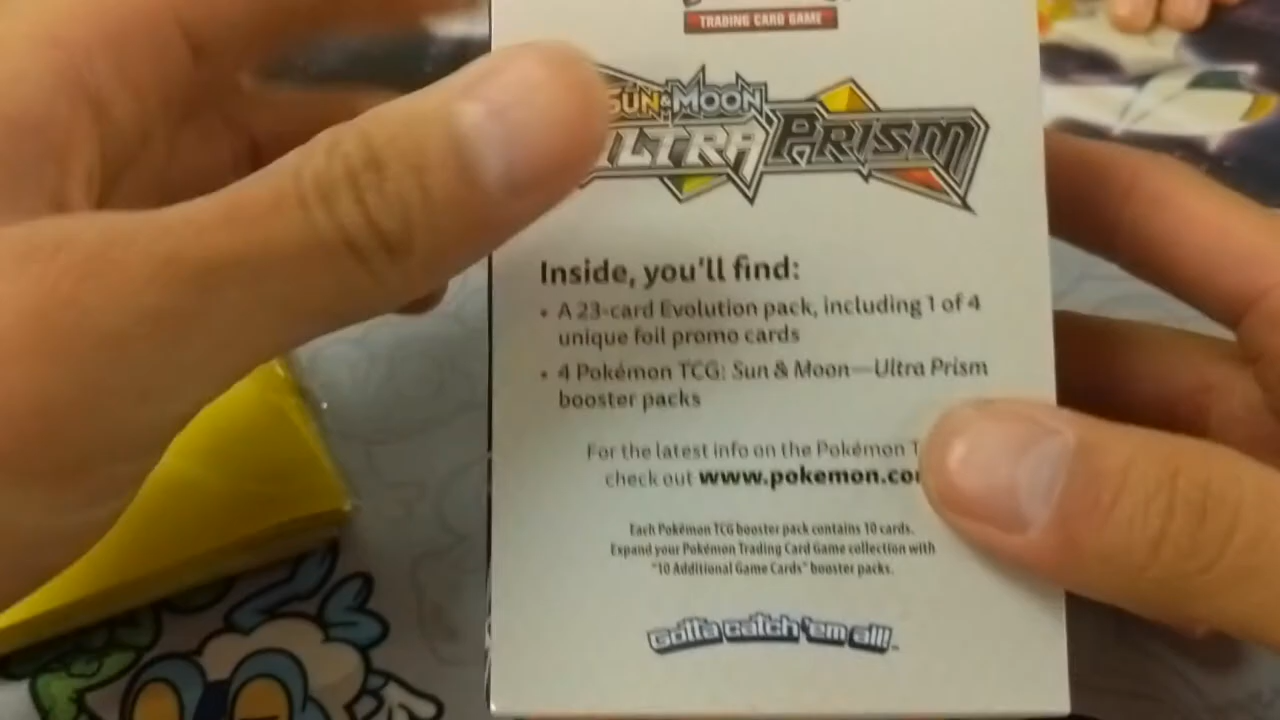 TRADING CARD GAME
SUN & MOON
ULTRA PRISM
Inside, you'll find:
• A 23-card Evolution pack, including 1 of 4
unique foil promo cards
• 4 Pokémon TCG: Sun & Moon—Ultra Prism
booster packs
For the latest info on the Pokémon T
check out www.pokemon.co
Each Pokémon TCG booster pack contains 10 cards.
Expand your Pokémon Trading Card Game collection with
"10 Additional Game Cards" booster packs.
Gotta catch 'em all!™